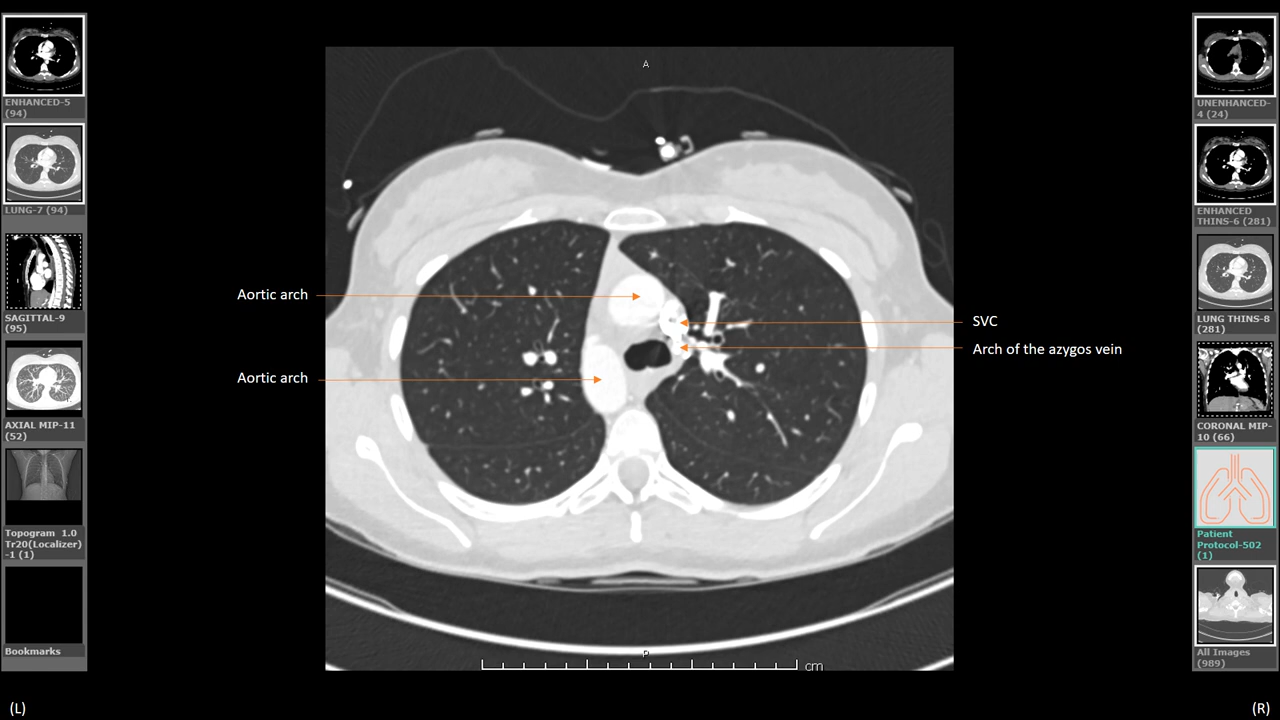 ENHANCED-5
(94)
LUNG-7 (94)
SAGITTAL-9
(95)
AXIAL MIP-11
(52)
Topogram 1.0
Tr20(Localizer)
-1 (1)
Bookmarks
(L)
A
Aortic arch
Aortic arch
SVC
Arch of the azygos vein
P
cm
UNENHANCED-
4 (24)
ENHANCED
THINS-6 (281)
LUNG THINS-8
(281)
CORONAL MIP-
10 (66)
Patient
Protocol-502
(1)
All Images
(989)
(R)